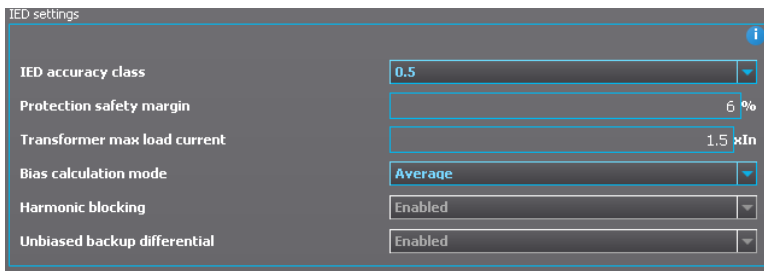 IED settings
i
IED accuracy class 0.5
Protection safety margin 6 %
Transformer max load current 1.5 xIn
Bias calculation mode Average
Harmonic blocking Enabled
Unbiased backup differential Enabled